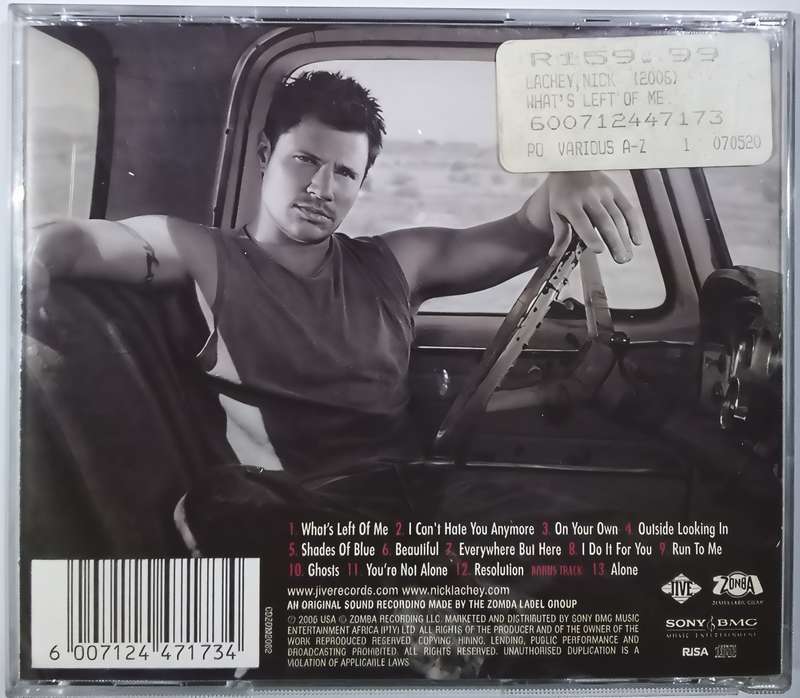 R159.99
LACHEY,NICK (2006)
WHAT'S LEFT OF ME.
600712447173
PO VARIOUS A-Z 1 070520
1. What's Left Of Me 2. I Can't Hate You Anymore 3. On Your Own 4. Outside Looking In
5. Shades Of Blue 6. Beautiful 7. Everywhere But Here 8. I Do It For You 9. Run To Me
10. Ghosts 11. You're Not Alone 12. Resolution BONUS TRACK: 13. Alone
www.jiverecords.com www.nicklachey.com
AN ORIGINAL SOUND RECORDING MADE BY THE ZOMBA LABEL GROUP
℗ 2006 USA © ZOMBA RECORDING LLC. MARKETED AND DISTRIBUTED BY SONY BMG MUSIC
ENTERTAINMENT AFRICA (PTY) LTD. ALL RIGHTS OF THE PRODUCER AND OF THE OWNER OF THE
WORK REPRODUCED RESERVED. COPYING, HIRING, LENDING, PUBLIC PERFORMANCE AND
BROADCASTING PROHIBITED. ALL RIGHTS RESERVED. UNAUTHORISED DUPLICATION IS A
VIOLATION OF APPLICABLE LAWS
JIVE
ZOMBA
ZOMBA LABEL GROUP
SONY BMG
MUSIC ENTERTAINMENT
RiSA
6 007124 471734